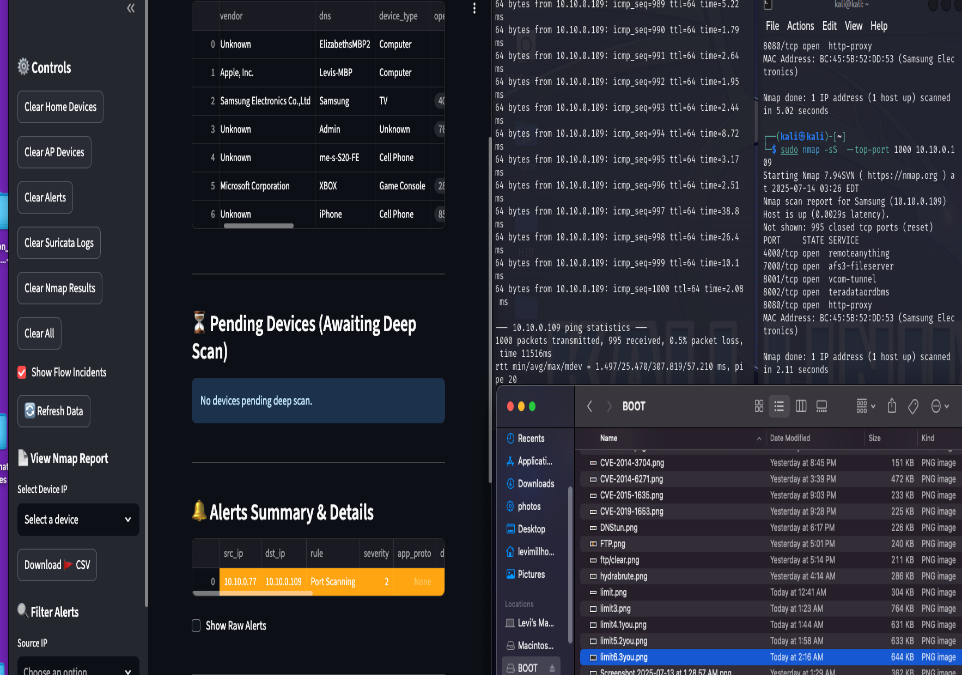 «
Controls
Clear Home Devices
Clear AP Devices
Clear Alerts
Clear Suricata Logs
Clear Nmap Results
Clear All
Show Flow Incidents
Refresh Data
View Nmap Report
Select Device IP
Select a device
Download CSV
Filter Alerts
Source IP
Choose an option
vendor dns device_type
0 Unknown ElizabethsMBP2 Computer
1 Apple, Inc. Levis-MBP Computer
2 Samsung Electronics Co.,Ltd Samsung TV
3 Unknown Admin Unknown
4 Unknown me-s-S20-FE Cell Phone
5 Microsoft Corporation XBOX Game Console
6 Unknown iPhone Cell Phone
Pending Devices (Awaiting Deep
Scan)
No devices pending deep scan.
Alerts Summary & Details
src_ip dst_ip rule severity app_proto d
0 10.10.0.77 10.10.0.109 Port Scanning 2 None
Show Raw Alerts
64 bytes from 10.10.0.109: icmp_seq=989 ttl=64 time=5.22
ms
64 bytes from 10.10.0.109: icmp_seq=990 ttl=64 time=1.79
ms
64 bytes from 10.10.0.109: icmp_seq=991 ttl=64 time=2.64
ms
64 bytes from 10.10.0.109: icmp_seq=992 ttl=64 time=1.95
ms
64 bytes from 10.10.0.109: icmp_seq=993 ttl=64 time=2.44
ms
64 bytes from 10.10.0.109: icmp_seq=994 ttl=64 time=8.72
ms
64 bytes from 10.10.0.109: icmp_seq=995 ttl=64 time=3.17
ms
64 bytes from 10.10.0.109: icmp_seq=996 ttl=64 time=2.51
ms
64 bytes from 10.10.0.109: icmp_seq=997 ttl=64 time=38.8
ms
64 bytes from 10.10.0.109: icmp_seq=998 ttl=64 time=26.4
ms
64 bytes from 10.10.0.109: icmp_seq=999 ttl=64 time=10.1
ms
64 bytes from 10.10.0.109: icmp_seq=1000 ttl=64 time=2.08
ms
— 10.10.0.109 ping statistics —
1000 packets transmitted, 995 received, 0.5% packet loss,
time 11516ms
rtt min/avg/max/mdev = 1.497/25.470/307.819/57.210 ms, pi
pe 20
kali@kali:~
File Actions Edit View Help
8080/tcp open http-proxy
MAC Address: BC:45:5B:52:DD:53 (Samsung Elec
tronics)
Nmap done: 1 IP address (1 host up) scanned
in 5.02 seconds
(kali㉿kali)-[~]
$ sudo nmap -sS --top-port 1000 10.10.0.1
09
Starting Nmap 7.94SVN ( https://nmap.org ) a
t 2025-07-14 03:26 EDT
Nmap scan report for Samsung (10.10.0.109)
Host is up (0.0029s latency).
Not shown: 995 closed tcp ports (reset)
PORT STATE SERVICE
4000/tcp open remoteanything
7000/tcp open afs3-fileserver
8001/tcp open vcom-tunnel
8002/tcp open teradataordbms
8080/tcp open http-proxy
MAC Address: BC:45:5B:52:DD:53 (Samsung Elec
tronics)
Nmap done: 1 IP address (1 host up) scanned
in 2.11 seconds
BOOT
Recents
Applicati...
Downloads
photos
Desktop
levimillho...
Pictures
Locations
Levi's Ma...
Macintos...
BOOT
Name Date Modified Size Kind
CVE-2014-3704.png Yesterday at 8:45 PM 151 KB PNG image
CVE-2014-6271.png Yesterday at 3:39 PM 472 KB PNG image
CVE-2015-1635.png Yesterday at 9:03 PM 233 KB PNG image
CVE-2019-1653.png Yesterday at 9:28 PM 225 KB PNG image
DNStun.png Yesterday at 6:17 PM 226 KB PNG image
FTP.png Yesterday at 5:01 PM 240 KB PNG image
ftp/clear.png Yesterday at 5:14 PM 211 KB PNG image
hydrabrute.png Yesterday at 4:14 AM 286 KB PNG image
limit.png Today at 12:41 AM 304 KB PNG image
limit3.png Today at 1:23 AM 764 KB PNG image
limit4.1you.png Today at 1:44 AM 631 KB PNG image
limit5.2you.png Today at 1:58 AM 633 KB PNG image
limit6.3you.png Today at 2:16 AM 644 KB PNG image
Screenshot 2025-07-13 at 1.28.57 AM.png Yesterday at 1:29 AM 362 KB PNG image